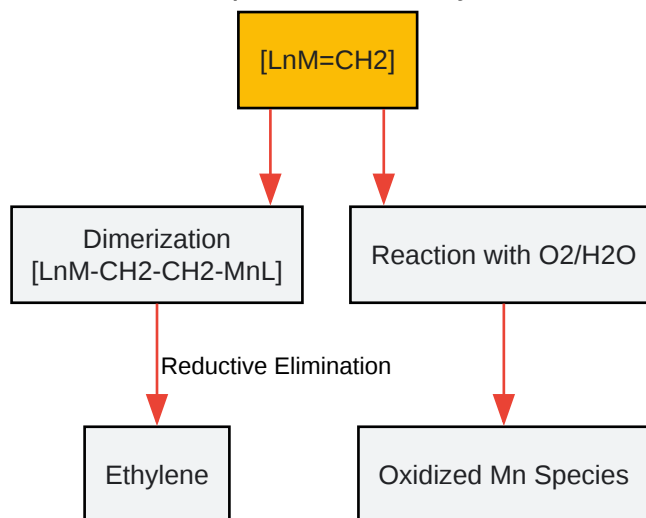 [LnM=CH2]
Dimerization
[LnM-CH2-CH2-MnL]
Reaction with O2/H2O
Reductive Elimination
Ethylene
Oxidized Mn Species